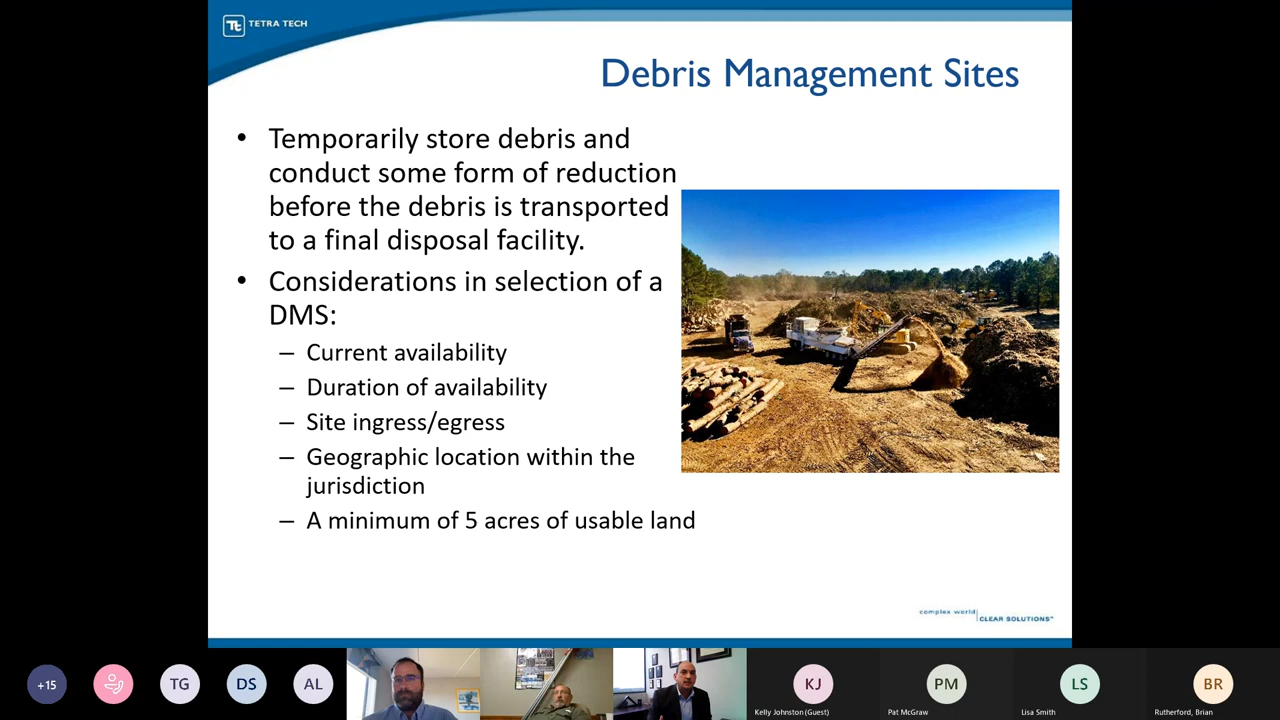 TETRA TECH
Debris Management Sites
• Temporarily store debris and
conduct some form of reduction
before the debris is transported
to a final disposal facility.
• Considerations in selection of a
DMS:
– Current availability
– Duration of availability
– Site ingress/egress
– Geographic location within the
jurisdiction
– A minimum of 5 acres of usable land
complex world
CLEAR SOLUTIONS™
+15
TG
DS
AL
KJ
PM
LS
BR
Kelly Johnston (Guest)
Pat McGraw
Lisa Smith
Rutherford, Brian